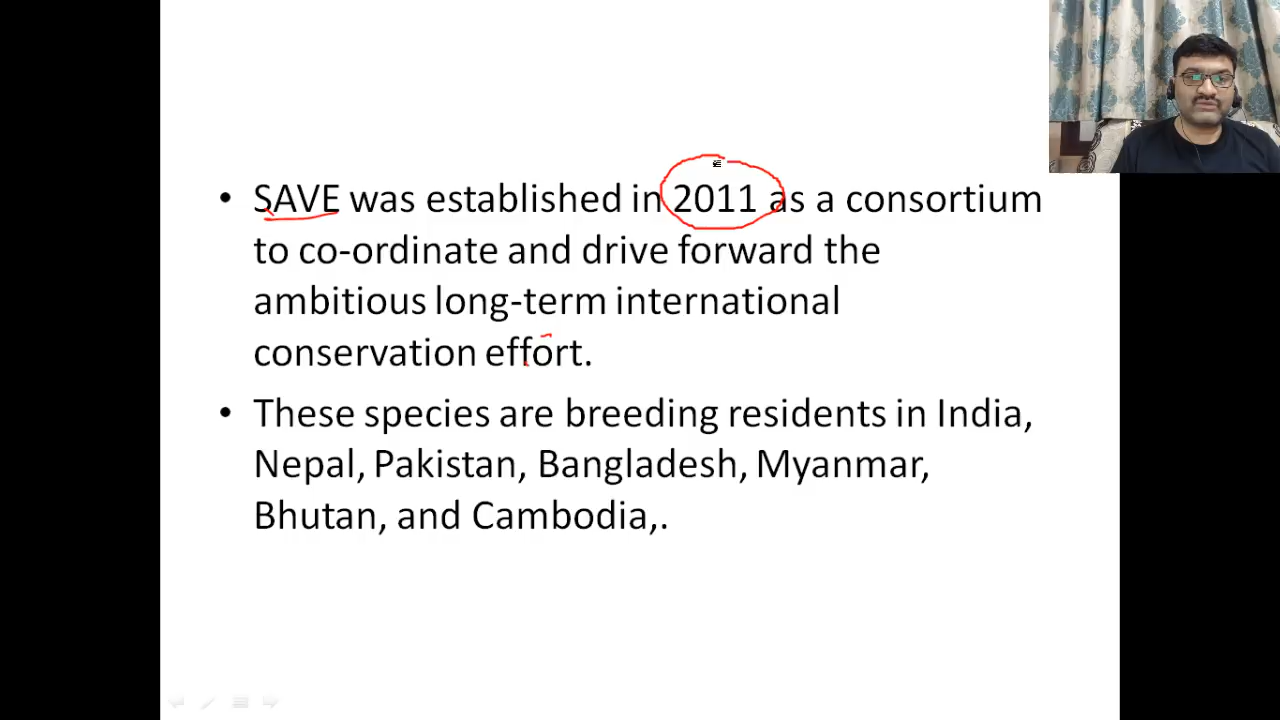 • SAVE was established in 2011 as a consortium
to co-ordinate and drive forward the
ambitious long-term international
conservation effort.
• These species are breeding residents in India,
Nepal, Pakistan, Bangladesh, Myanmar,
Bhutan, and Cambodia,.